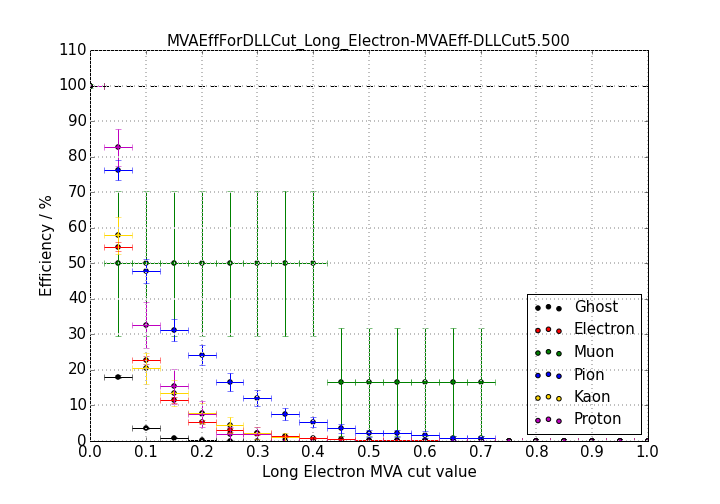 MVAEffForDLLCut_Long_Electron-MVAEff-DLLCut5.500
110
100
90
80
70
60
50
40
30
20
10
0
Efficiency / %
Ghost
Electron
Muon
Pion
Kaon
Proton
0.0 0.1 0.2 0.3 0.4 0.5 0.6 0.7 0.8 0.9 1.0
Long Electron MVA cut value